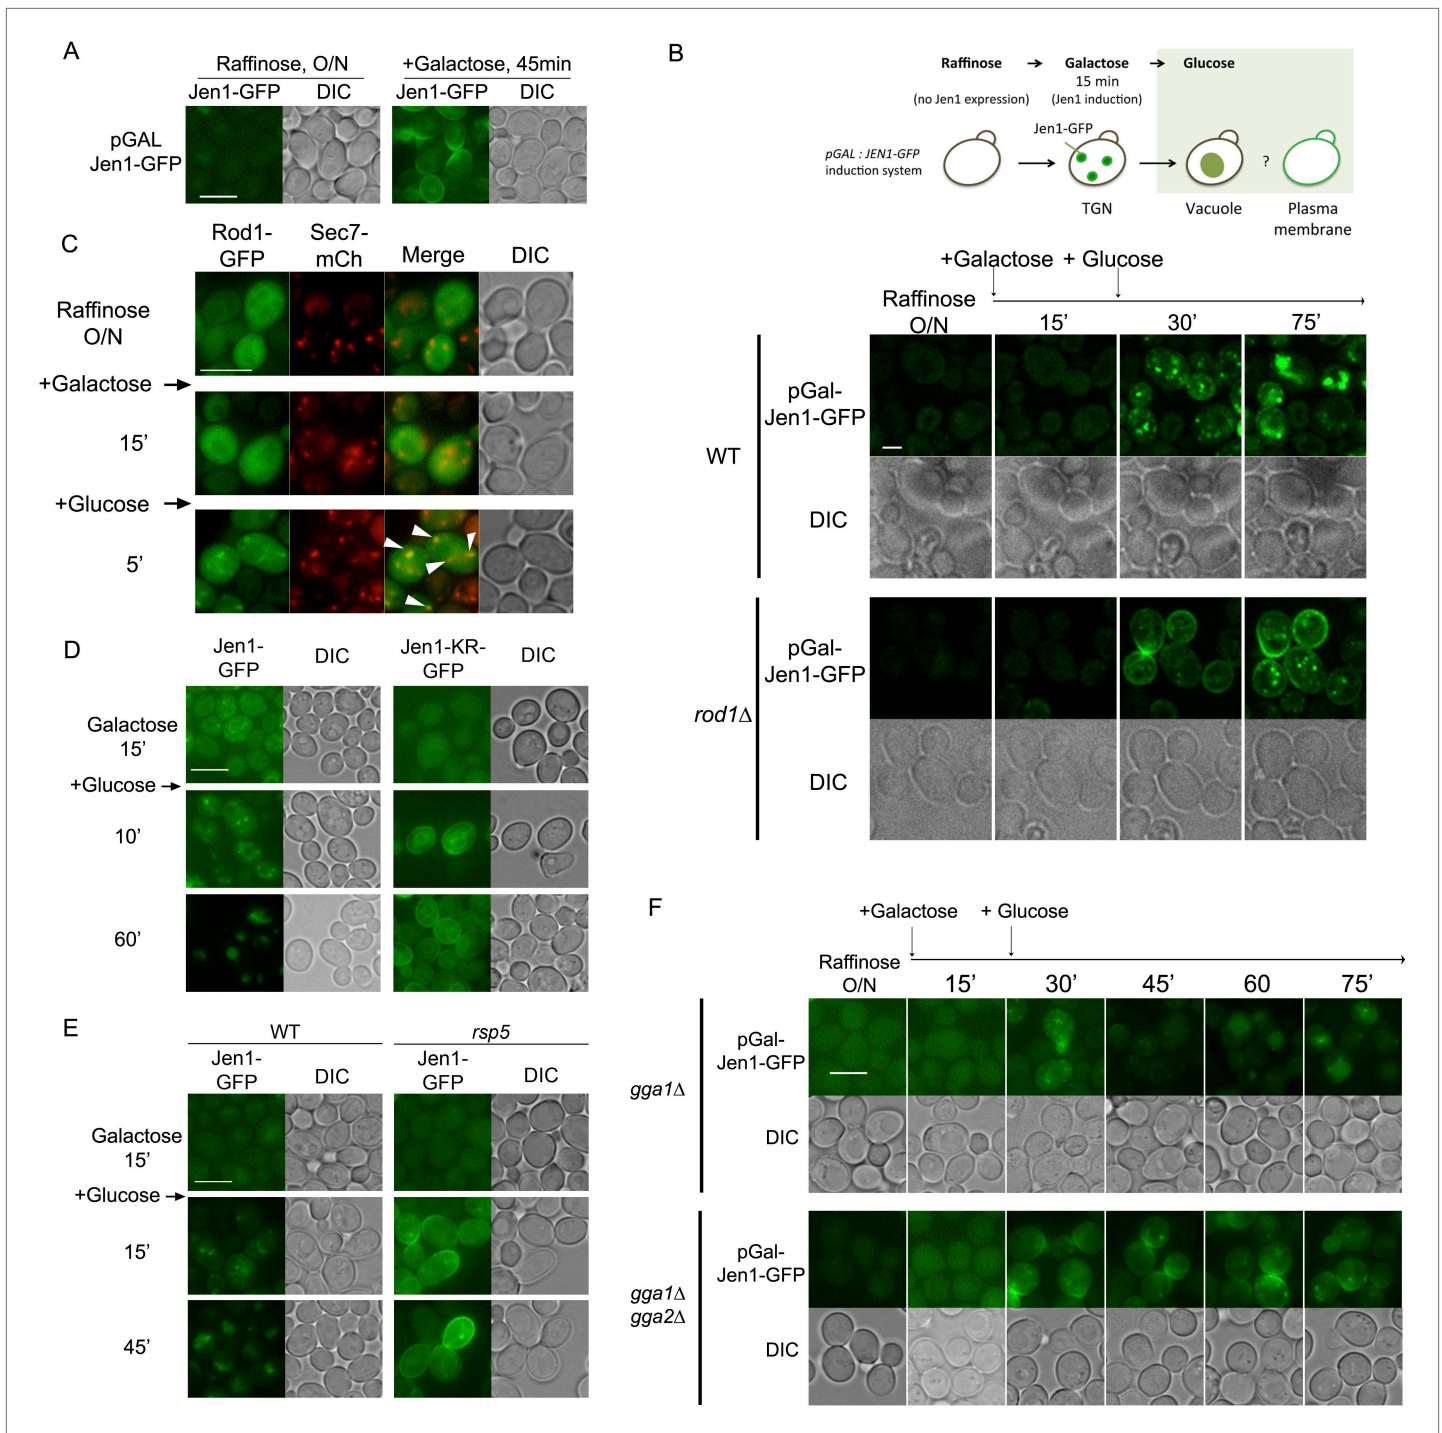 A
Raffinose, O/N
+Galactose, 45min
Jen1-GFP
DIC
Jen1-GFP
DIC
pGAL
Jen1-GFP
B
Raffinose
Galactose
Glucose
15 min
(no Jen1 expression)
(Jen1 induction)
Jen1-GFP
pGAL : JEN1-GFP
induction system
?
TGN
Vacuole
Plasma
membrane
+Galactose
+ Glucose
Raffinose
O/N
15’
30’
75’
WT
pGal-
Jen1-GFP
DIC
rod1Δ
pGal-
Jen1-GFP
DIC
C
Rod1-
GFP
Sec7-
mCh
Merge
DIC
Raffinose
O/N
+Galactose
15’
+Glucose
5’
D
Jen1-
GFP
DIC
Jen1-KR-
GFP
DIC
Galactose
15’
+Glucose
10’
60’
E
WT
rsp5
Jen1-
GFP
DIC
Jen1-
GFP
DIC
Galactose
15’
+Glucose
15’
45’
F
+Galactose
+ Glucose
Raffinose
O/N
15’
30’
45’
60
75’
gga1Δ
pGal-
Jen1-GFP
DIC
gga1Δ
gga2Δ
pGal-
Jen1-GFP
DIC